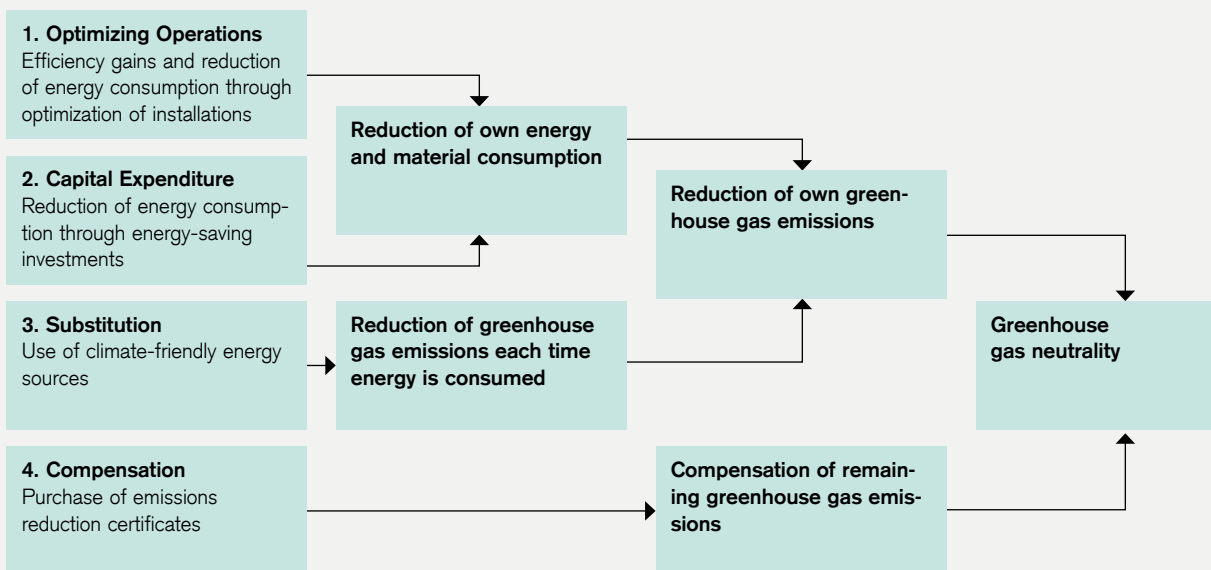 1. Optimizing Operations
Efficiency gains and reduction
of energy consumption through
optimization of installations
2. Capital Expenditure
Reduction of energy consump-
tion through energy-saving
investments
3. Substitution
Use of climate-friendly energy
sources
4. Compensation
Purchase of emissions
reduction certificates
Reduction of own energy
and material consumption
Reduction of greenhouse
gas emissions each time
energy is consumed
Reduction of own green-
house gas emissions
Compensation of remain-
ing greenhouse gas emis-
sions
Greenhouse
gas neutrality